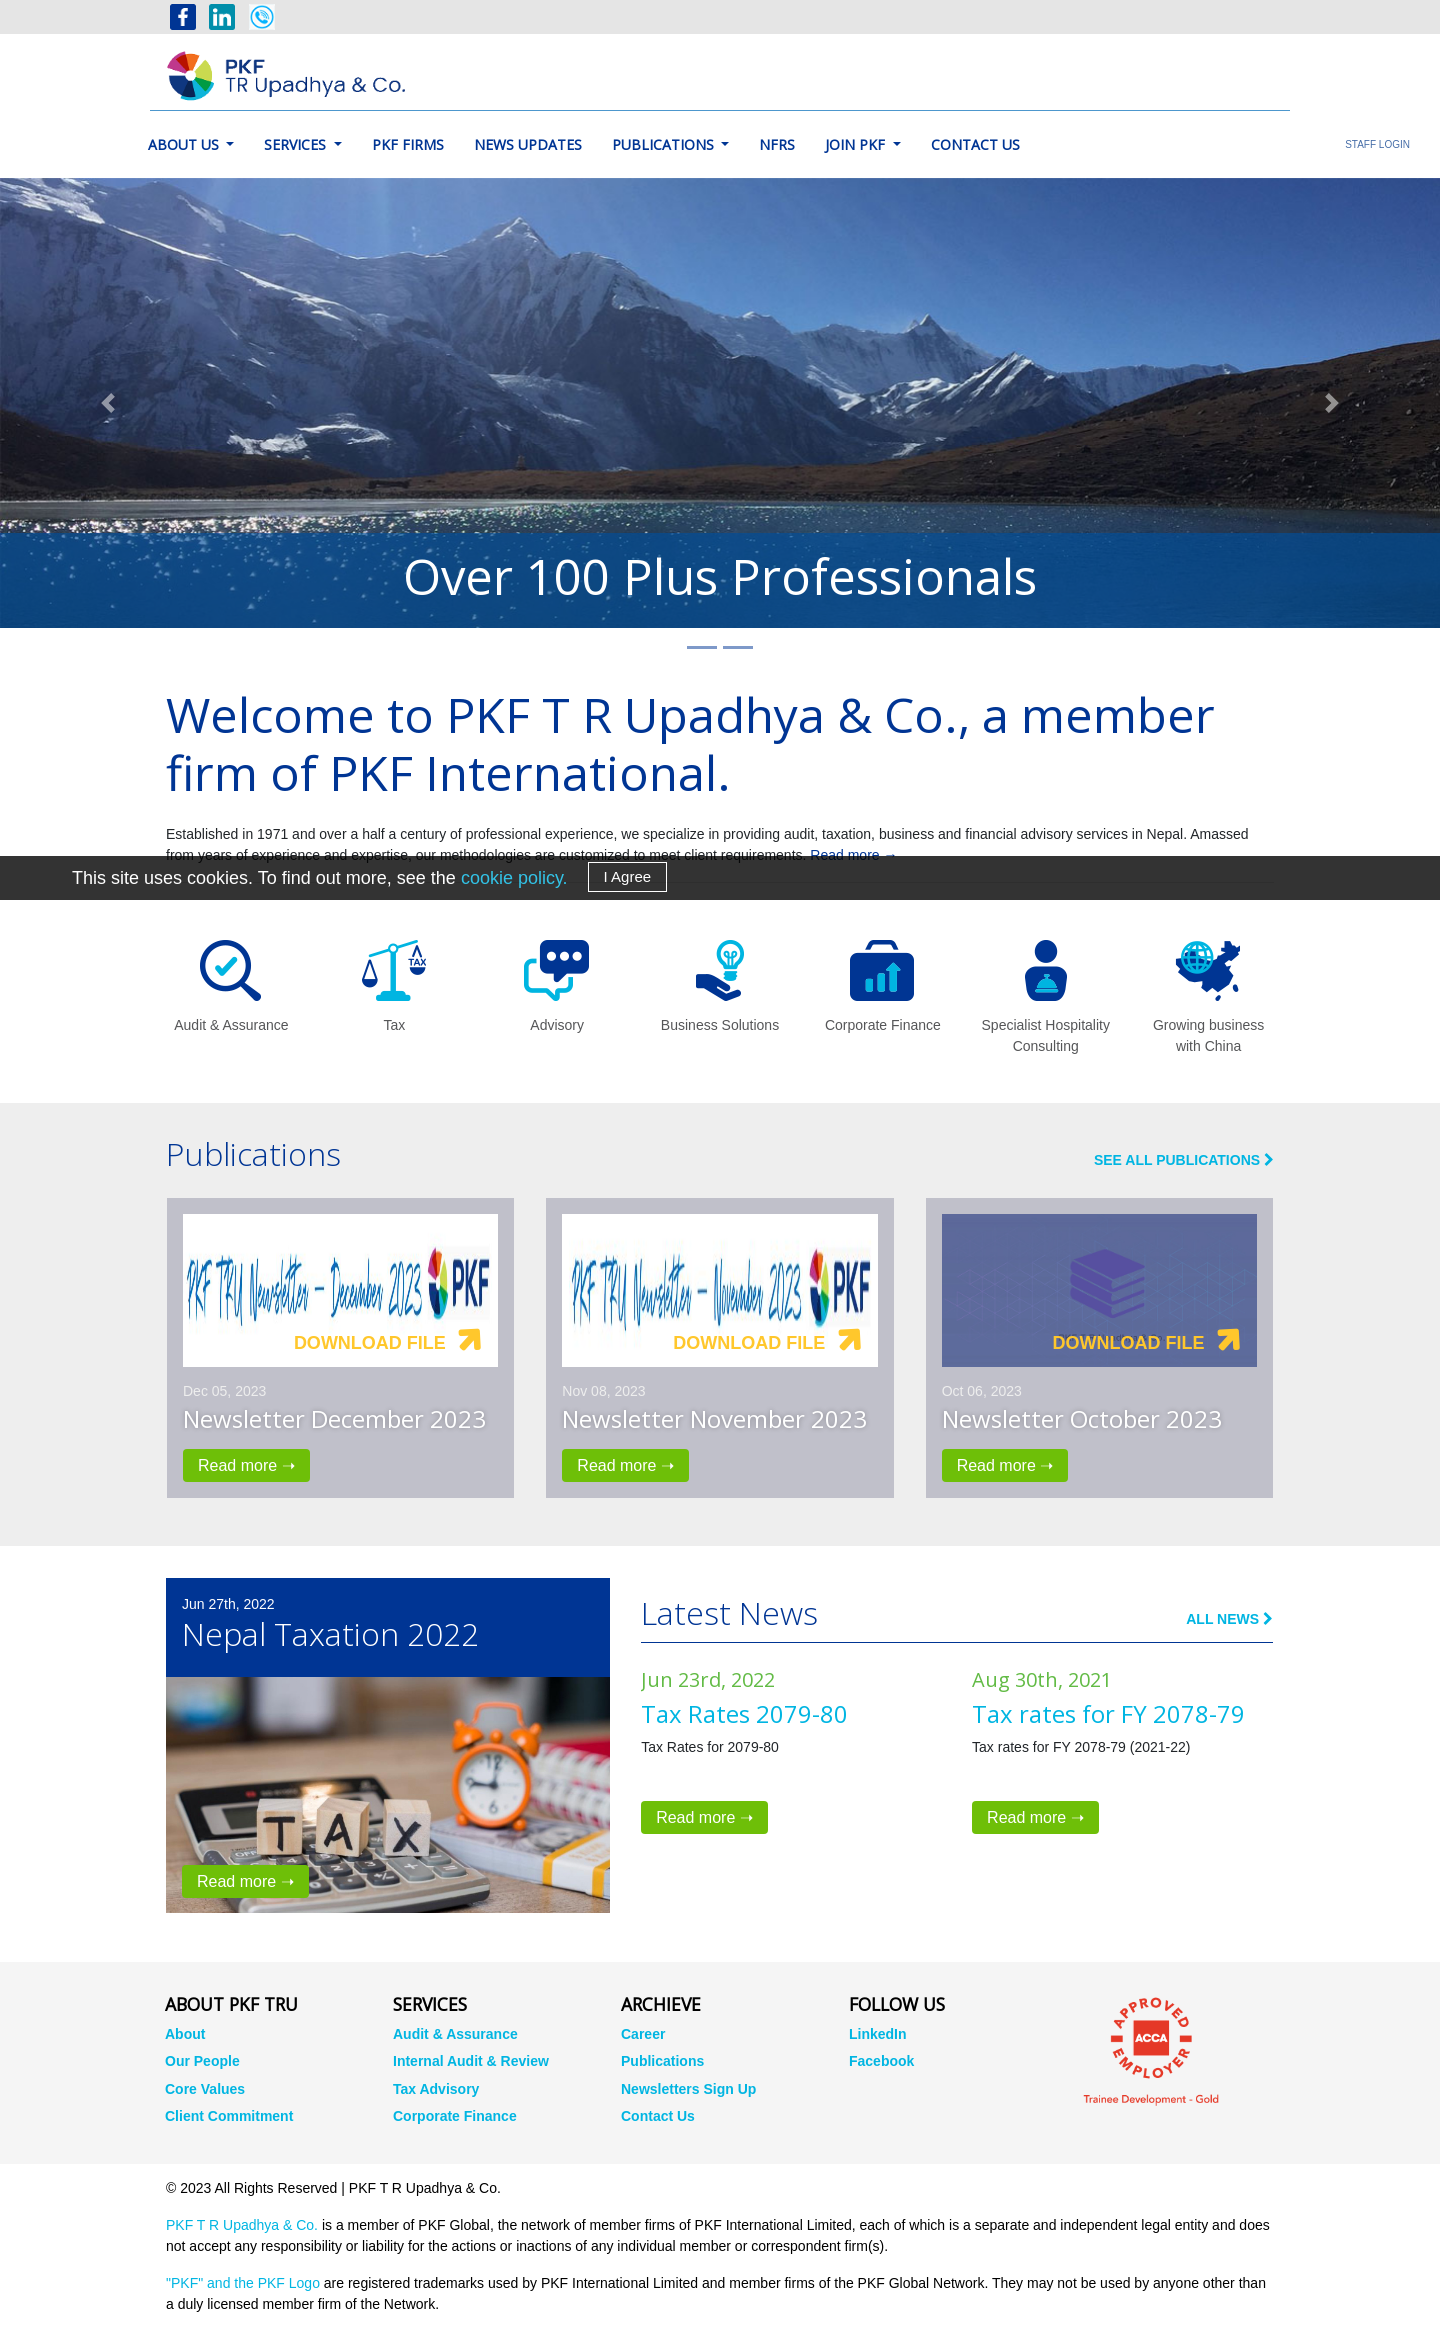 PKF
TR Upadhya & Co.
ABOUT US
SERVICES
PKF FIRMS
NEWS UPDATES
PUBLICATIONS
NFRS
JOIN PKF
CONTACT US
STAFF LOGIN
Over 100 Plus Professionals
Welcome to PKF T R Upadhya & Co., a member
firm of PKF International.
Established in 1971 and over a half a century of professional experience, we specialize in providing audit, taxation, business and financial advisory services in Nepal. Amassed
from years of experience and expertise, our methodologies are customized to meet client requirements. Read more →
This site uses cookies. To find out more, see the cookie policy.
I Agree
TAX
Audit & Assurance
Tax
Advisory
Business Solutions
Corporate Finance
Specialist Hospitality
Consulting
Growing business
with China
Publications
SEE ALL PUBLICATIONS
PKF TRU Newsletter – December 2023 PKF
DOWNLOAD FILE
Dec 05, 2023
Newsletter December 2023
Read more ➝
PKF TRU Newsletter – November 2023 PKF
DOWNLOAD FILE
Nov 08, 2023
Newsletter November 2023
Read more ➝
DOWNLOAD FILE
Oct 06, 2023
Newsletter October 2023
Read more ➝
Jun 27th, 2022
Nepal Taxation 2022
TAX
Read more ➝
Latest News
ALL NEWS
Jun 23rd, 2022
Tax Rates 2079-80
Tax Rates for 2079-80
Read more ➝
Aug 30th, 2021
Tax rates for FY 2078-79
Tax rates for FY 2078-79 (2021-22)
Read more ➝
ABOUT PKF TRU
About
Our People
Core Values
Client Commitment
SERVICES
Audit & Assurance
Internal Audit & Review
Tax Advisory
Corporate Finance
ARCHIEVE
Career
Publications
Newsletters Sign Up
Contact Us
FOLLOW US
LinkedIn
Facebook
APPROVED
ACCA
EMPLOYER
Trainee Development - Gold
© 2023 All Rights Reserved | PKF T R Upadhya & Co.
PKF T R Upadhya & Co. is a member of PKF Global, the network of member firms of PKF International Limited, each of which is a separate and independent legal entity and does
not accept any responsibility or liability for the actions or inactions of any individual member or correspondent firm(s).
"PKF" and the PKF Logo are registered trademarks used by PKF International Limited and member firms of the PKF Global Network. They may not be used by anyone other than
a duly licensed member firm of the Network.